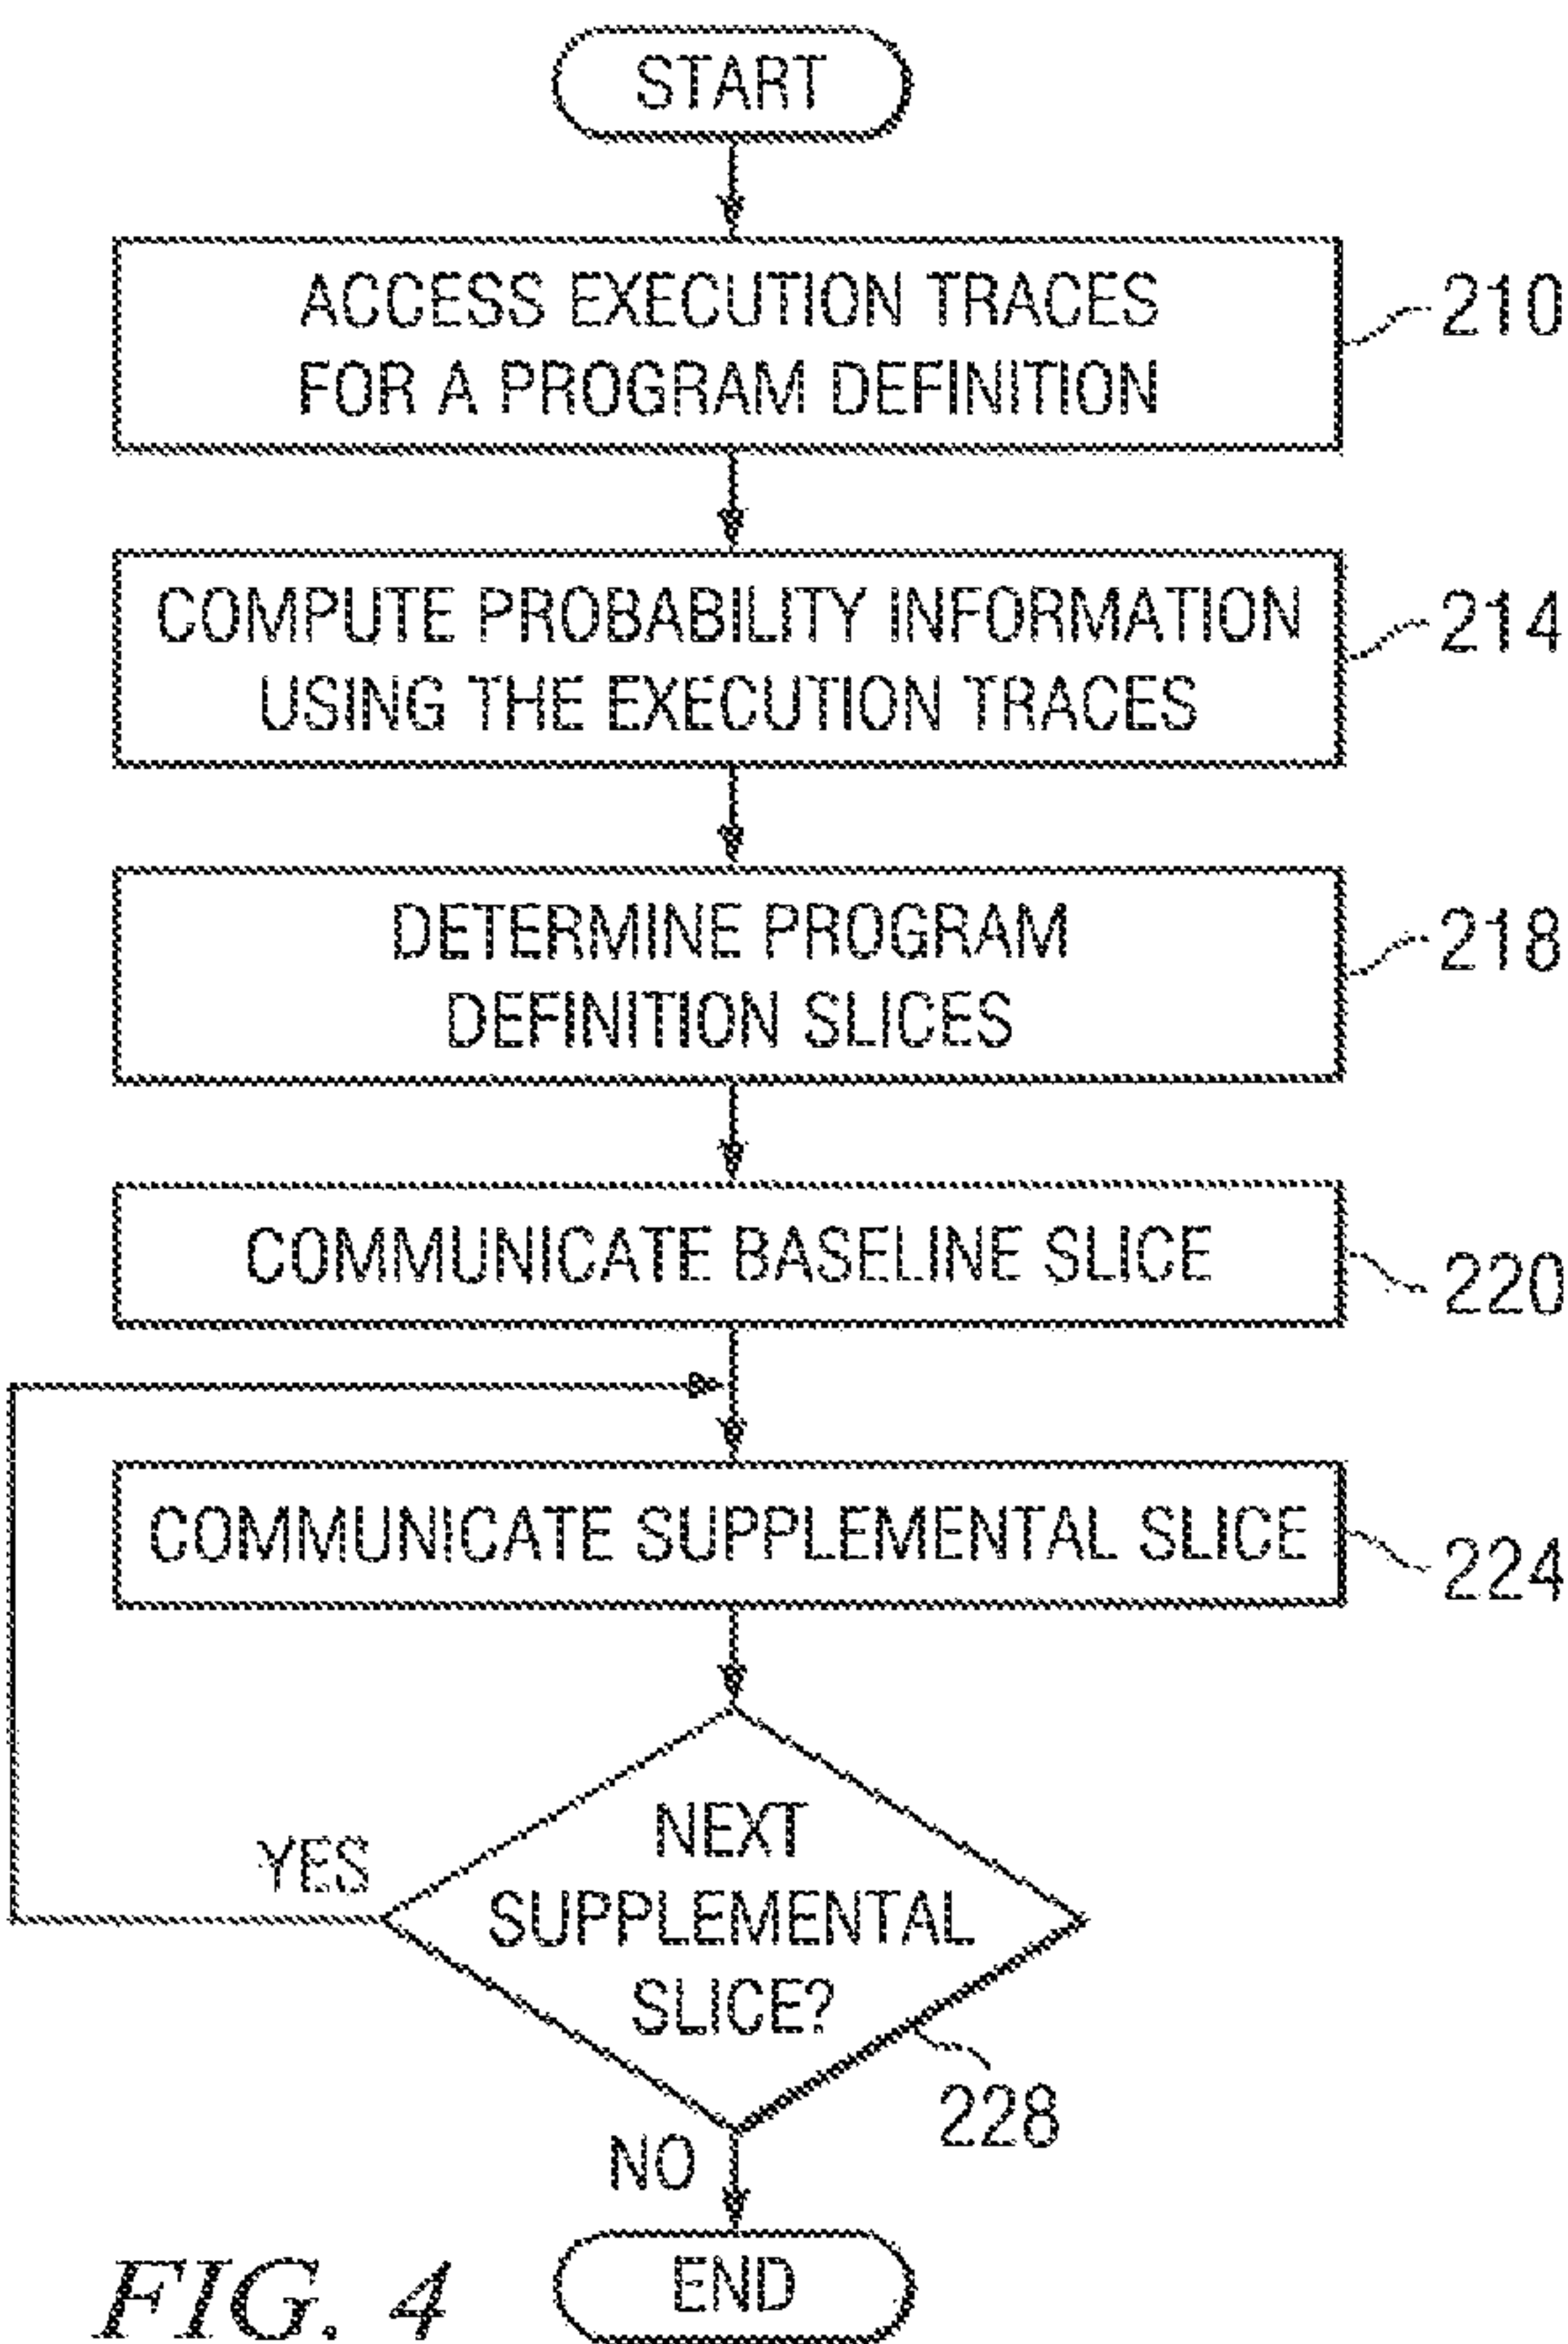 START
ACCESS EXECUTION TRACES
FOR A PROGRAM DEFINITION
210
COMPUTE PROBABILITY INFORMATION
USING THE EXECUTION TRACES
214
DETERMINE PROGRAM
DEFINITION SLICES
218
COMMUNICATE BASELINE SLICE
220
COMMUNICATE SUPPLEMENTAL SLICE
224
NEXT
SUPPLEMENTAL
SLICE?
YES
228
NO
END
FIG. 4